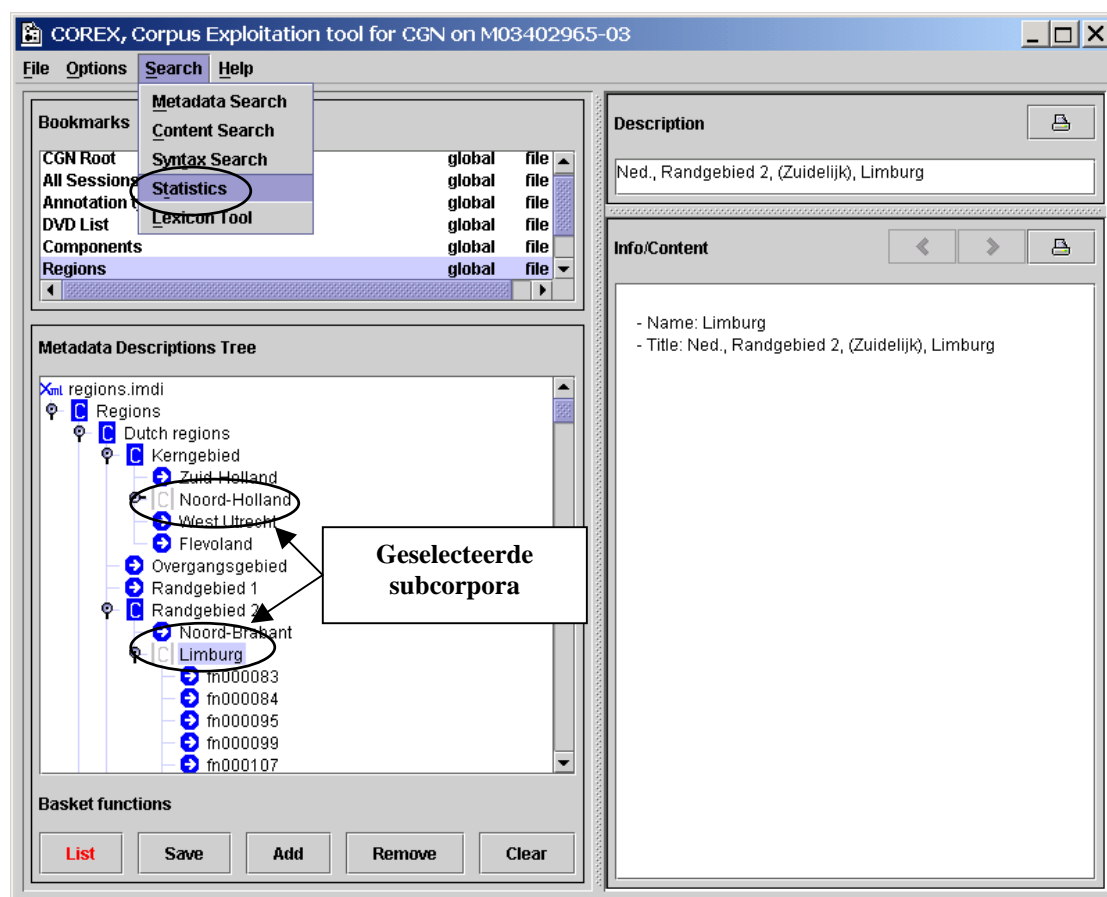 COREX, Corpus Exploitation tool for CGN on M03402965-03
File Options Search Help
Metadata Search
Content Search
Syntax Search
Statistics
Lexicon Tool
Bookmarks
CGN Root global file
All Sessions global file
Annotation global file
DVD List global file
Components global file
Regions global file
Metadata Descriptions Tree
Xml regions.imdi
C Regions
C Dutch regions
C Kerngebied
Zuid-Holland
C Noord-Holland
West Utrecht
Flevoland
Overgangsgebied
Randgebied 1
C Randgebied 2
Noord-Brabant
C Limburg
fn000083
fn000084
fn000095
fn000099
fn000107
Geselecteerde
subcorpora
Basket functions
List Save Add Remove Clear
Description
Ned., Randgebied 2, (Zuidelijk), Limburg
Info/Content
- Name: Limburg
- Title: Ned., Randgebied 2, (Zuidelijk), Limburg